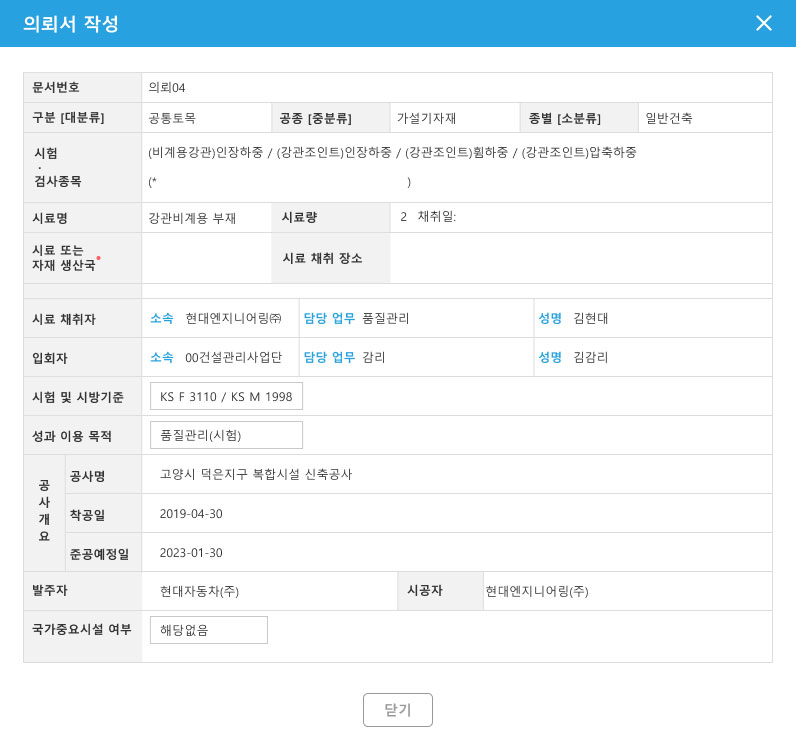 의뢰서 작성
문서번호 의뢰04
구분 [대분류] 공통토목 공종 [중분류] 가설기자재 종별 [소분류] 일반건축
시험
·
검사종목
(비계용강관)인장하중 / (강관조인트)인장하중 / (강관조인트)휨하중 / (강관조인트)압축하중
(* )
시료명 강관비계용 부재 시료량 2 채취일:
시료 또는
자재 생산국*
시료 채취 장소
시료 채취자 소속 현대엔지니어링㈜ 담당 업무 품질관리 성명 김현대
입회자 소속 00건설관리사업단 담당 업무 감리 성명 김감리
시험 및 시방기준 KS F 3110 / KS M 1998
성과 이용 목적 품질관리(시험)
공
사
개
요
공사명 고양시 덕은지구 복합시설 신축공사
착공일 2019-04-30
준공예정일 2023-01-30
발주자 현대자동차(주) 시공자 현대엔지니어링(주)
국가중요시설 여부 해당없음
닫기